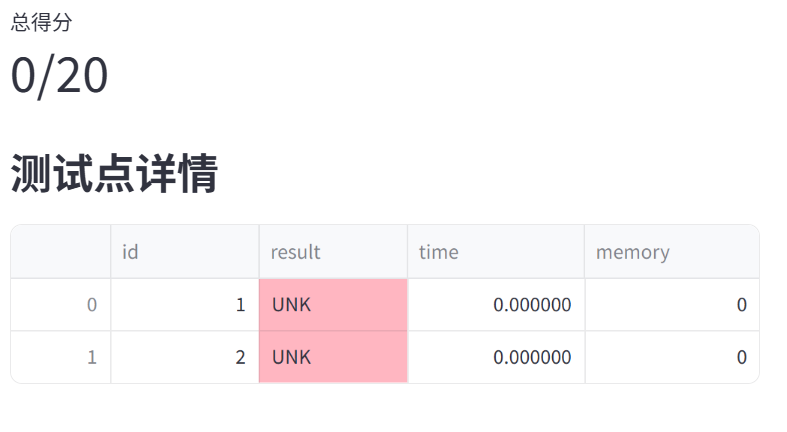 总得分
0/20
测试点详情
id result time memory
0 1 UNK 0.000000 0
1 2 UNK 0.000000 0